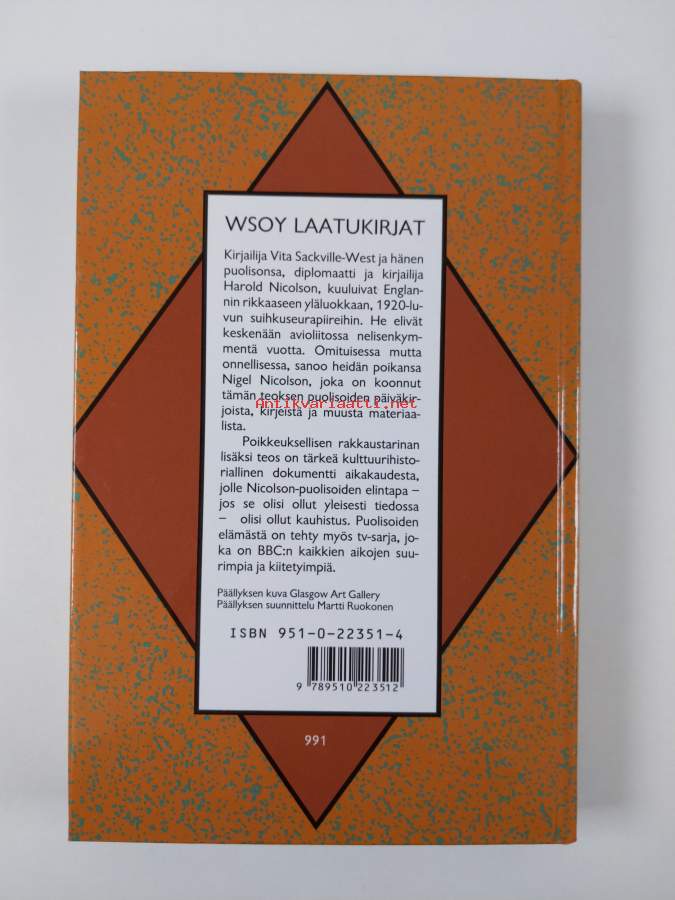 WSOY LAATUKIRJAT
Kirjailija Vita Sackville-West ja hänen
puolisonsa, diplomaatti ja kirjailija
Harold Nicolson, kuuluivat Englan-
nin rikkaaseen yläluokkaan, 1920-lu-
vun suihkuseurapiireihin. He elivät
keskenään avioliitossa nelisenkym-
mentä vuotta. Omituisessa mutta
onnellisessa, sanoo heidän poikansa
Nigel Nicolson, joka on koonnut
tämän teoksen puolisoiden päiväkir-
Antikvariaatti.net
joista, kirjeistä ja muusta materiaa-
lista.
Poikkeuksellisen rakkaustarinan
lisäksi teos on tärkeä kulttuurihisto-
riallinen dokumentti aikakaudesta,
jolle Nicolson-puolisoiden elintapa –
jos se olisi ollut yleisesti tiedossa
– olisi ollut kauhistus. Puolisoiden
elämästä on tehty myös tv-sarja, jo-
ka on BBC:n kaikkien aikojen suu-
rimpia ja kiitetyimpiä.
Päällyksen kuva Glasgow Art Gallery
Päällyksen suunnittelu Martti Ruokonen
ISBN 951-0-22351-4
9 789510 223512
991